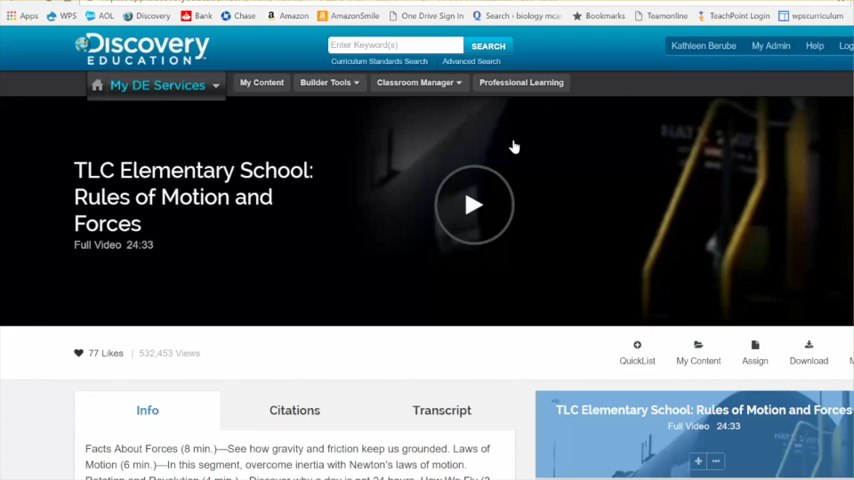 Apps WPS AOL Discovery Bank Chase Amazon AmazonSmile One Drive Sign In Search › biology mc Bookmarks Teamonline TeachPoint Login wpscurriculum
Discovery
EDUCATION
Enter Keyword(s)
SEARCH
Curriculum Standards Search Advanced Search
Kathleen Berube My Admin Help Log
My DE Services My Content Builder Tools Classroom Manager Professional Learning
TLC Elementary School:
Rules of Motion and
Forces
Full Video 24:33
77 Likes | 532,453 Views
QuickList My Content Assign Download
Info Citations Transcript
Facts About Forces (8 min.)—See how gravity and friction keep us grounded. Laws of
Motion (6 min.)—In this segment, overcome inertia with Newton's laws of motion.
Rotation and Revolution (4 min.)—Discover why a day is not 24 hours. How We Fly (3
TLC Elementary School: Rules of Motion and Forces
Full Video 24:33